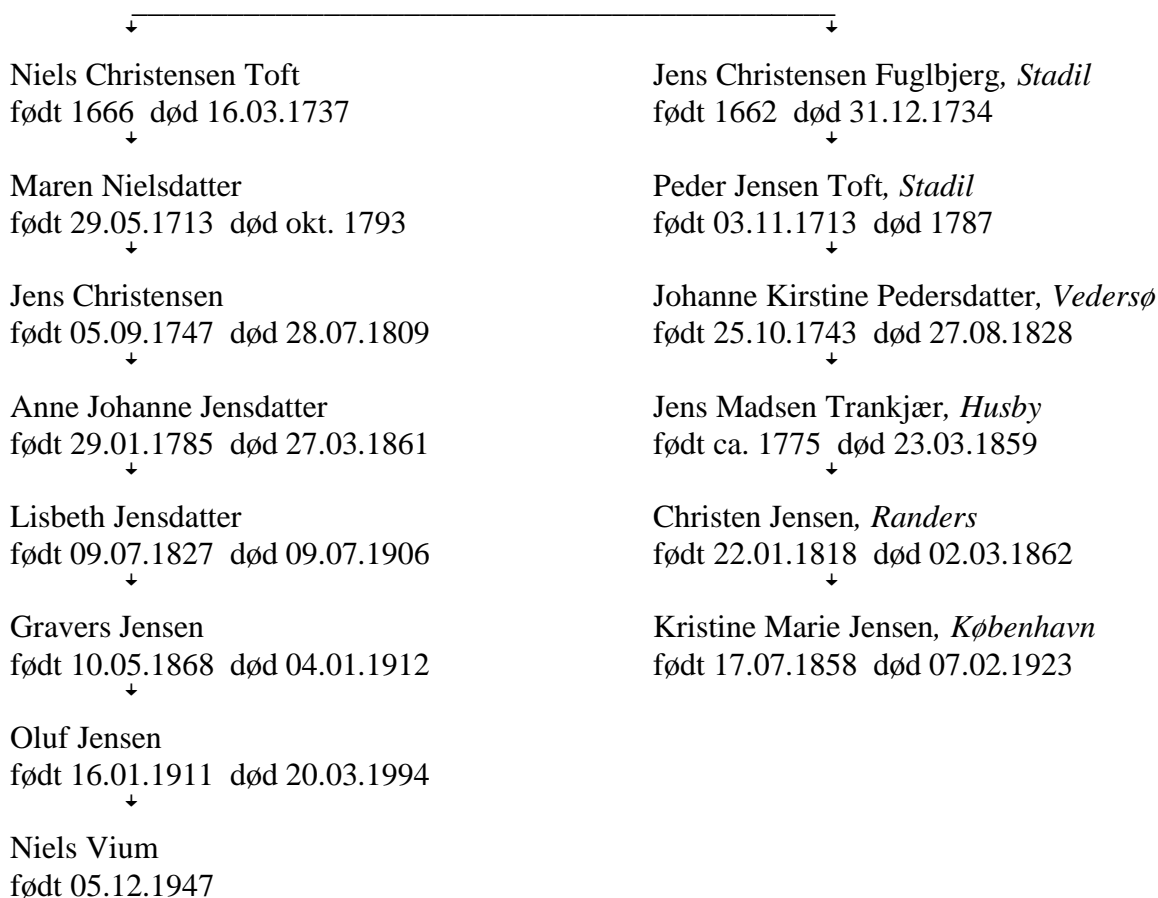 Niels Christensen Toft
født 1666 død 16.03.1737
Maren Nielsdatter
født 29.05.1713 død okt. 1793
Jens Christensen
født 05.09.1747 død 28.07.1809
Anne Johanne Jensdatter
født 29.01.1785 død 27.03.1861
Lisbeth Jensdatter
født 09.07.1827 død 09.07.1906
Gravers Jensen
født 10.05.1868 død 04.01.1912
Oluf Jensen
født 16.01.1911 død 20.03.1994
Niels Vium
født 05.12.1947
Jens Christensen Fuglbjerg, Stadil
født 1662 død 31.12.1734
Peder Jensen Toft, Stadil
født 03.11.1713 død 1787
Johanne Kirstine Pedersdatter, Vedersø
født 25.10.1743 død 27.08.1828
Jens Madsen Trankjær, Husby
født ca. 1775 død 23.03.1859
Christen Jensen, Randers
født 22.01.1818 død 02.03.1862
Kristine Marie Jensen, København
født 17.07.1858 død 07.02.1923